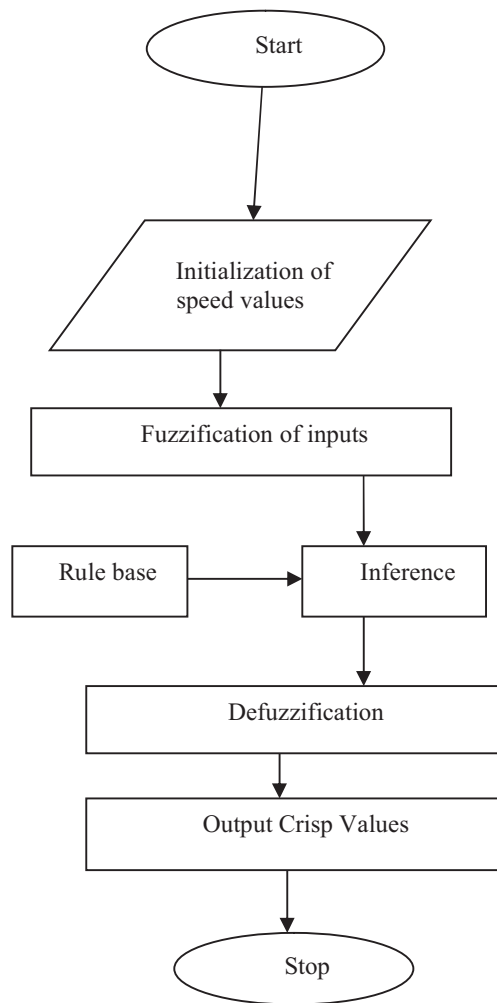 Start
Initialization of
speed values
Fuzzification of inputs
Rule base
Inference
Defuzzification
Output Crisp Values
Stop